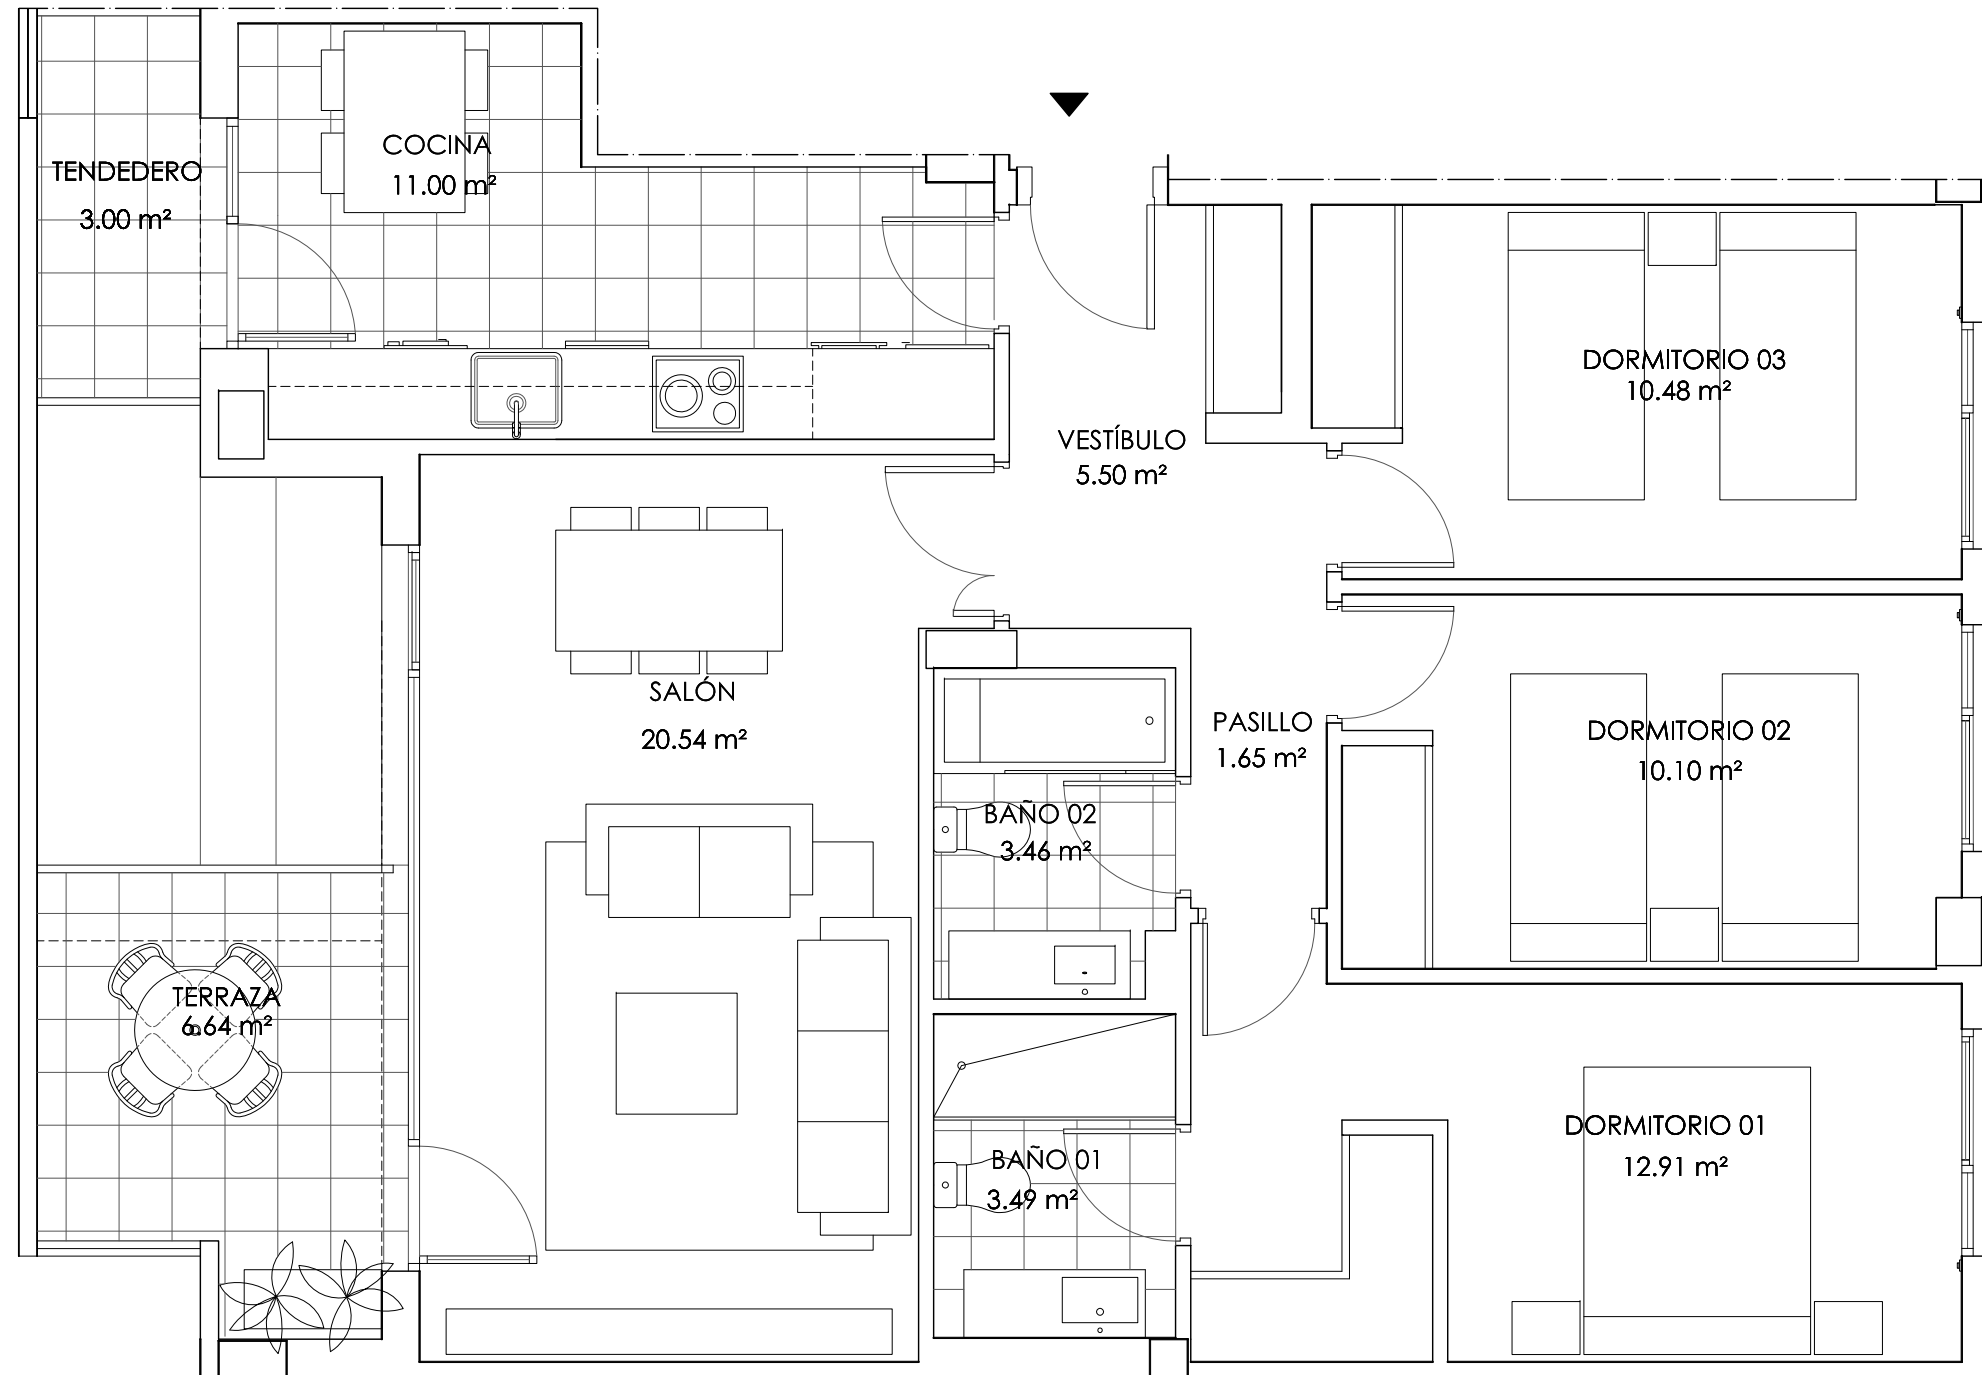 COCINA
11.00 m²
TENDEDERO
3.00 m²
DORMITORIO 03
10.48 m²
VESTÍBULO
5.50 m²
SALÓN
20.54 m²
PASILLO
1.65 m²
DORMITORIO 02
10.10 m²
BAÑO 02
3.46 m²
TERRAZA
6.64 m²
DORMITORIO 01
12.91 m²
BAÑO 01
3.49 m²